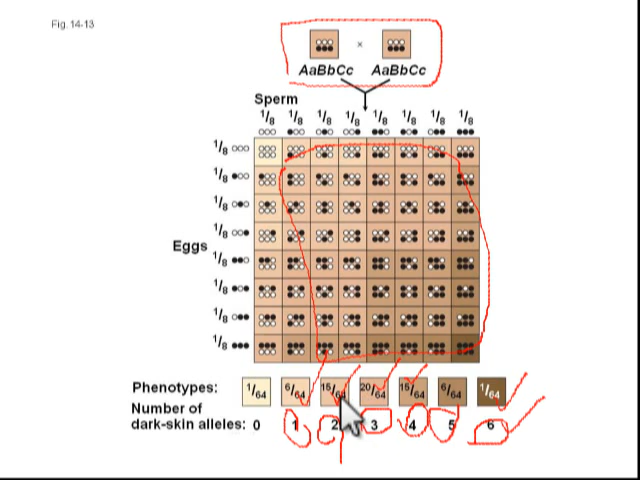 Fig. 14-13
×
AaBbCc AaBbCc
Sperm
1/8 1/8 1/8 1/8 1/8 1/8 1/8 1/8
1/8
1/8
1/8
1/8
Eggs
1/8
1/8
1/8
1/8
Phenotypes: 1/64 6/64 15/64 20/64 15/64 6/64 1/64
Number of
dark-skin alleles: 0 1 2 3 4 5 6